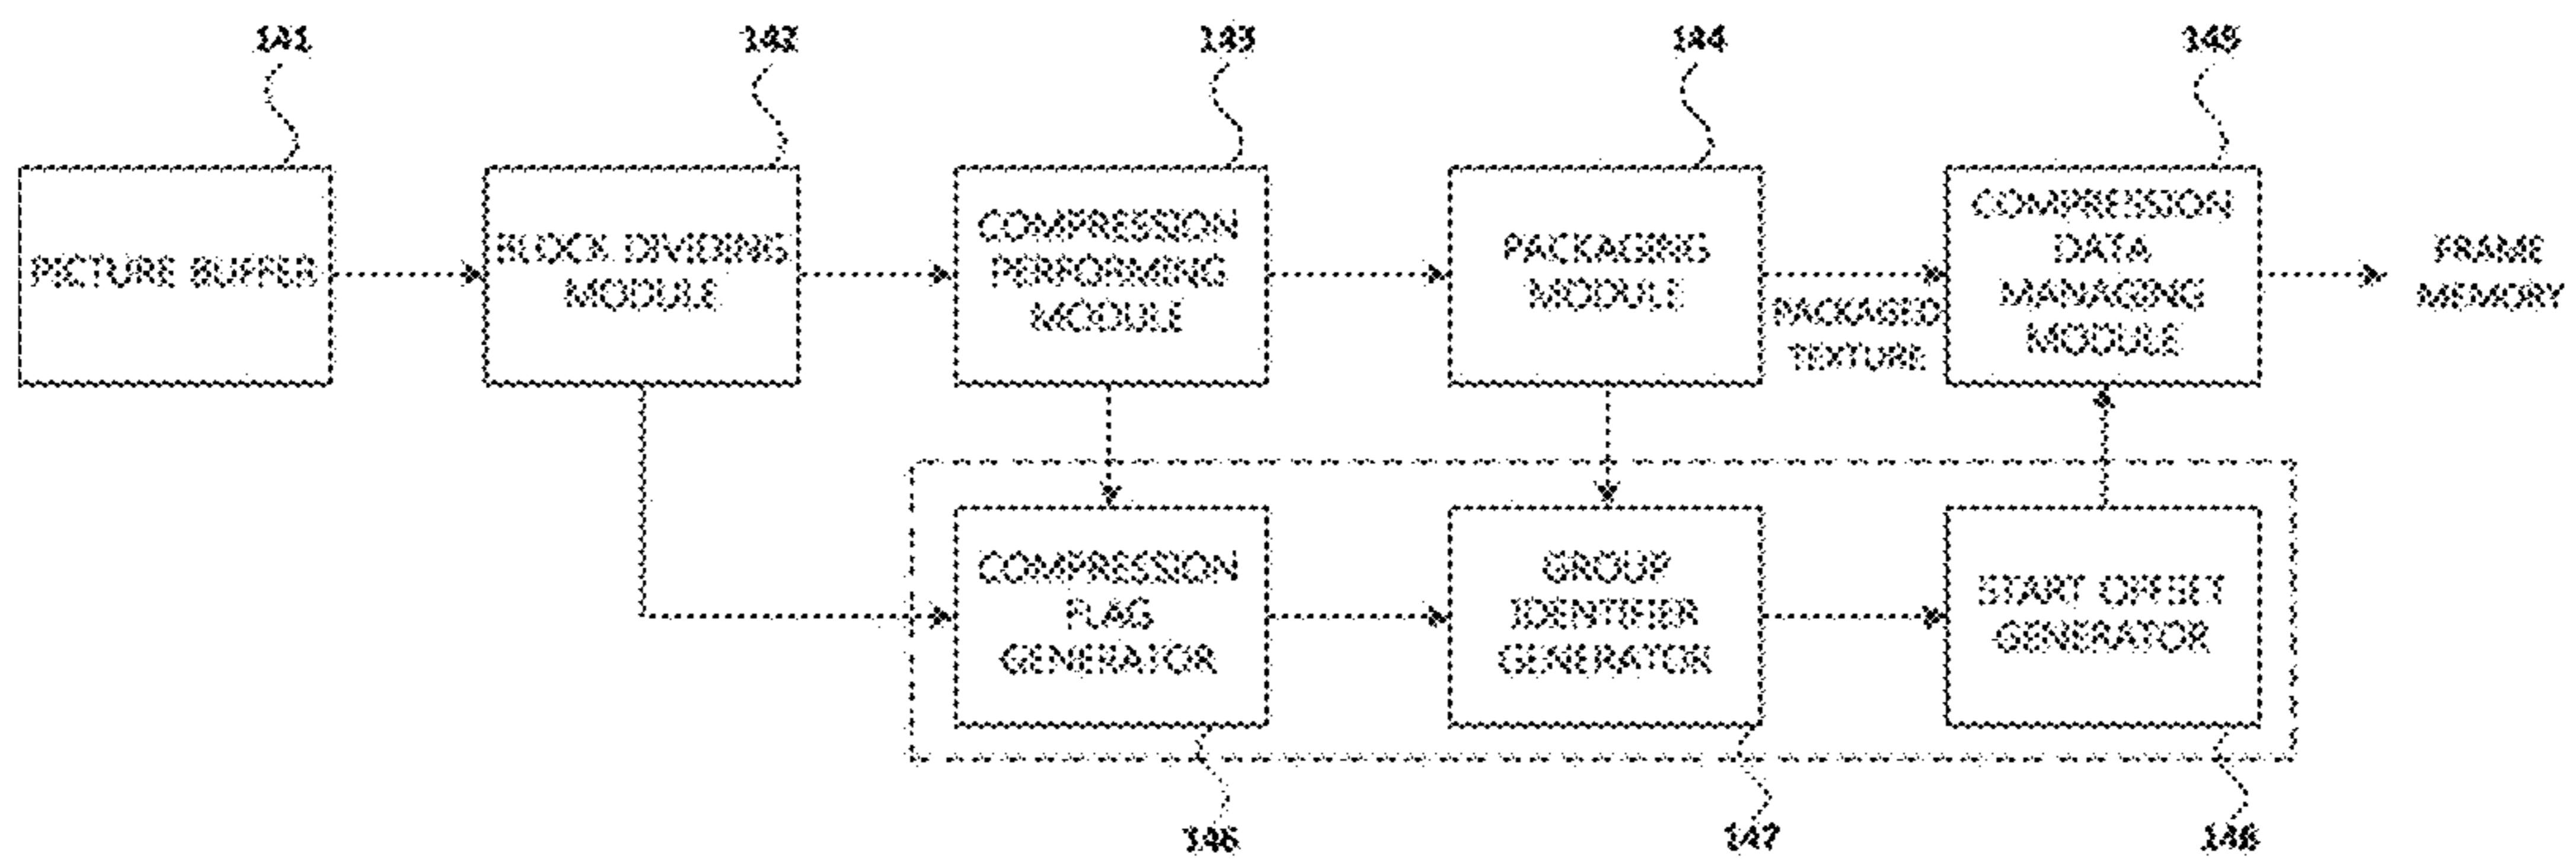 141
142
143
144
145
PICTURE BUFFER
BLOCK DIVIDING
MODULE
COMPRESSION
PERFORMING
MODULE
PACKAGING
MODULE
PACKAGED
TEXTURE
COMPRESSION
DATA
MANAGING
MODULE
FRAME
MEMORY
COMPRESSION
FLAG
GENERATOR
GROUP
IDENTIFIER
GENERATOR
START OFFSET
GENERATOR
146
147
148